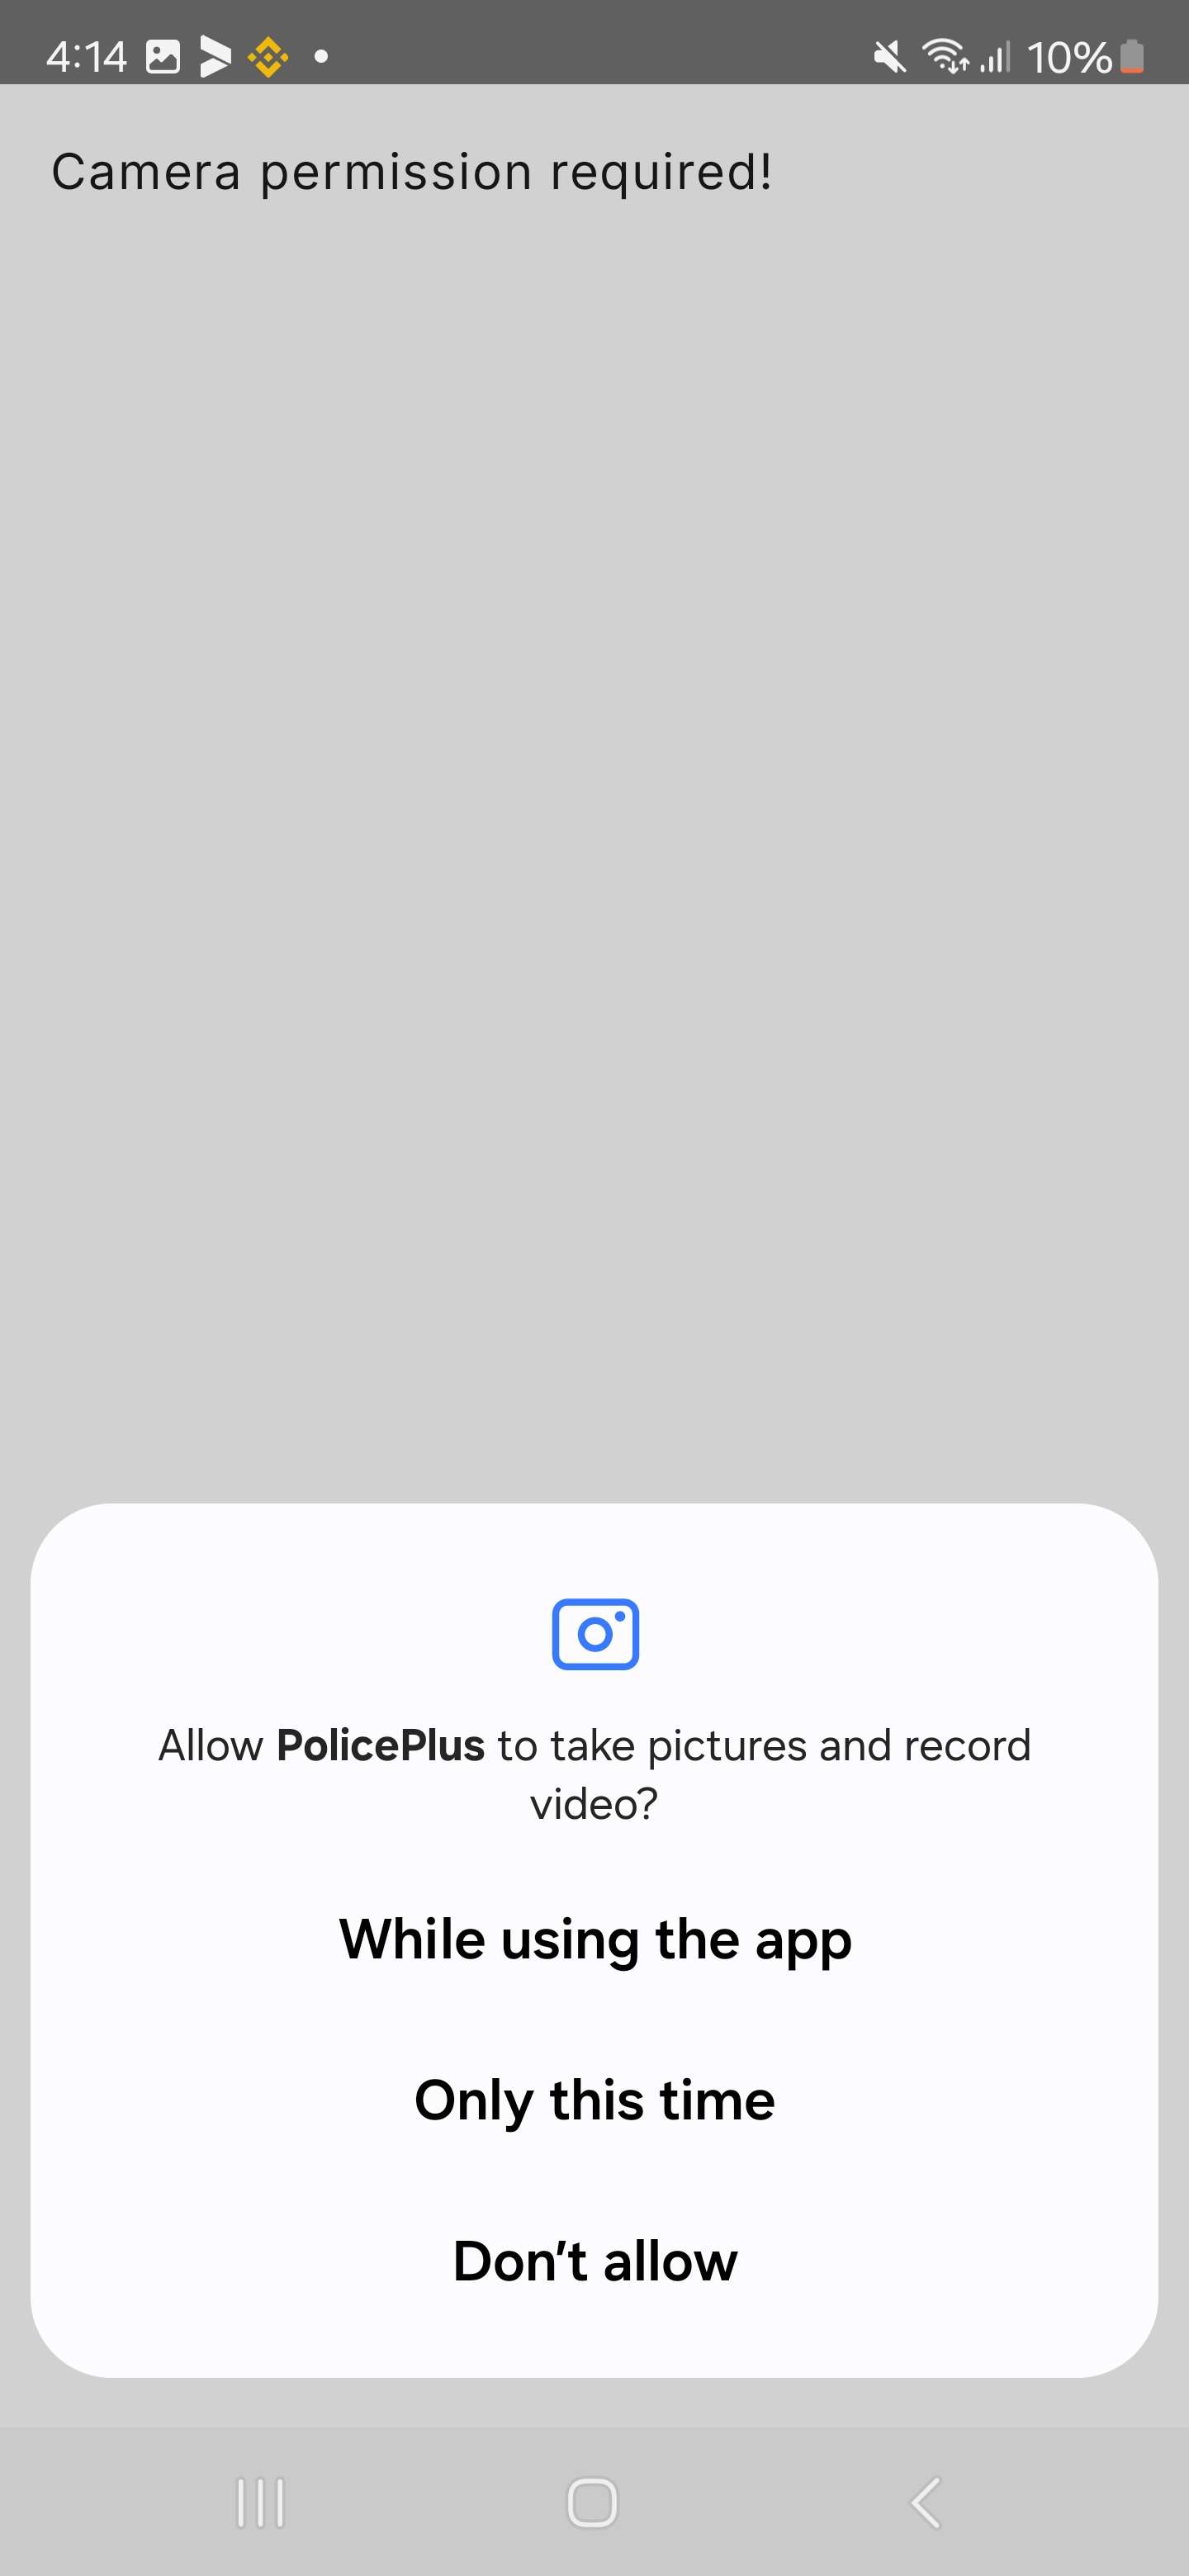 4:14
10%
Camera permission required!
Allow PolicePlus to take pictures and record
video?
While using the app
Only this time
Don't allow